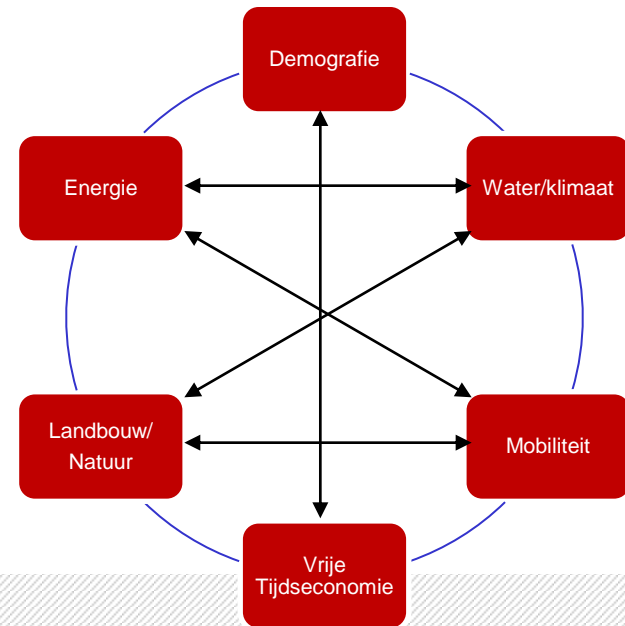 Demografie
Energie
Water/klimaat
Landbouw/
Natuur
Mobiliteit
Vrije
Tijdseconomie